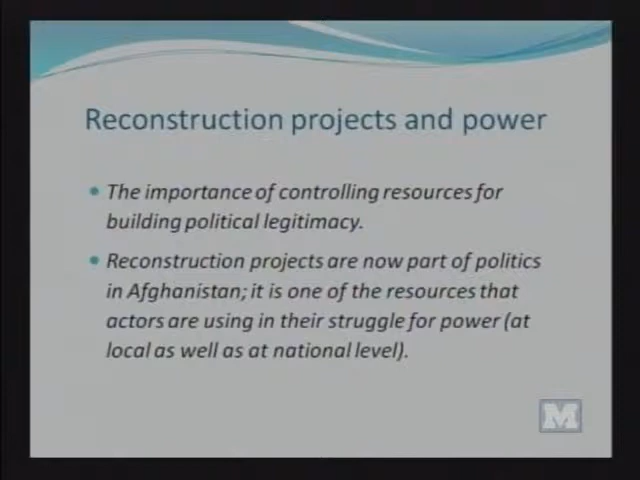 Reconstruction projects and power
• The importance of controlling resources for
building political legitimacy.
• Reconstruction projects are now part of politics
in Afghanistan; it is one of the resources that
actors are using in their struggle for power (at
local as well as at national level).
M